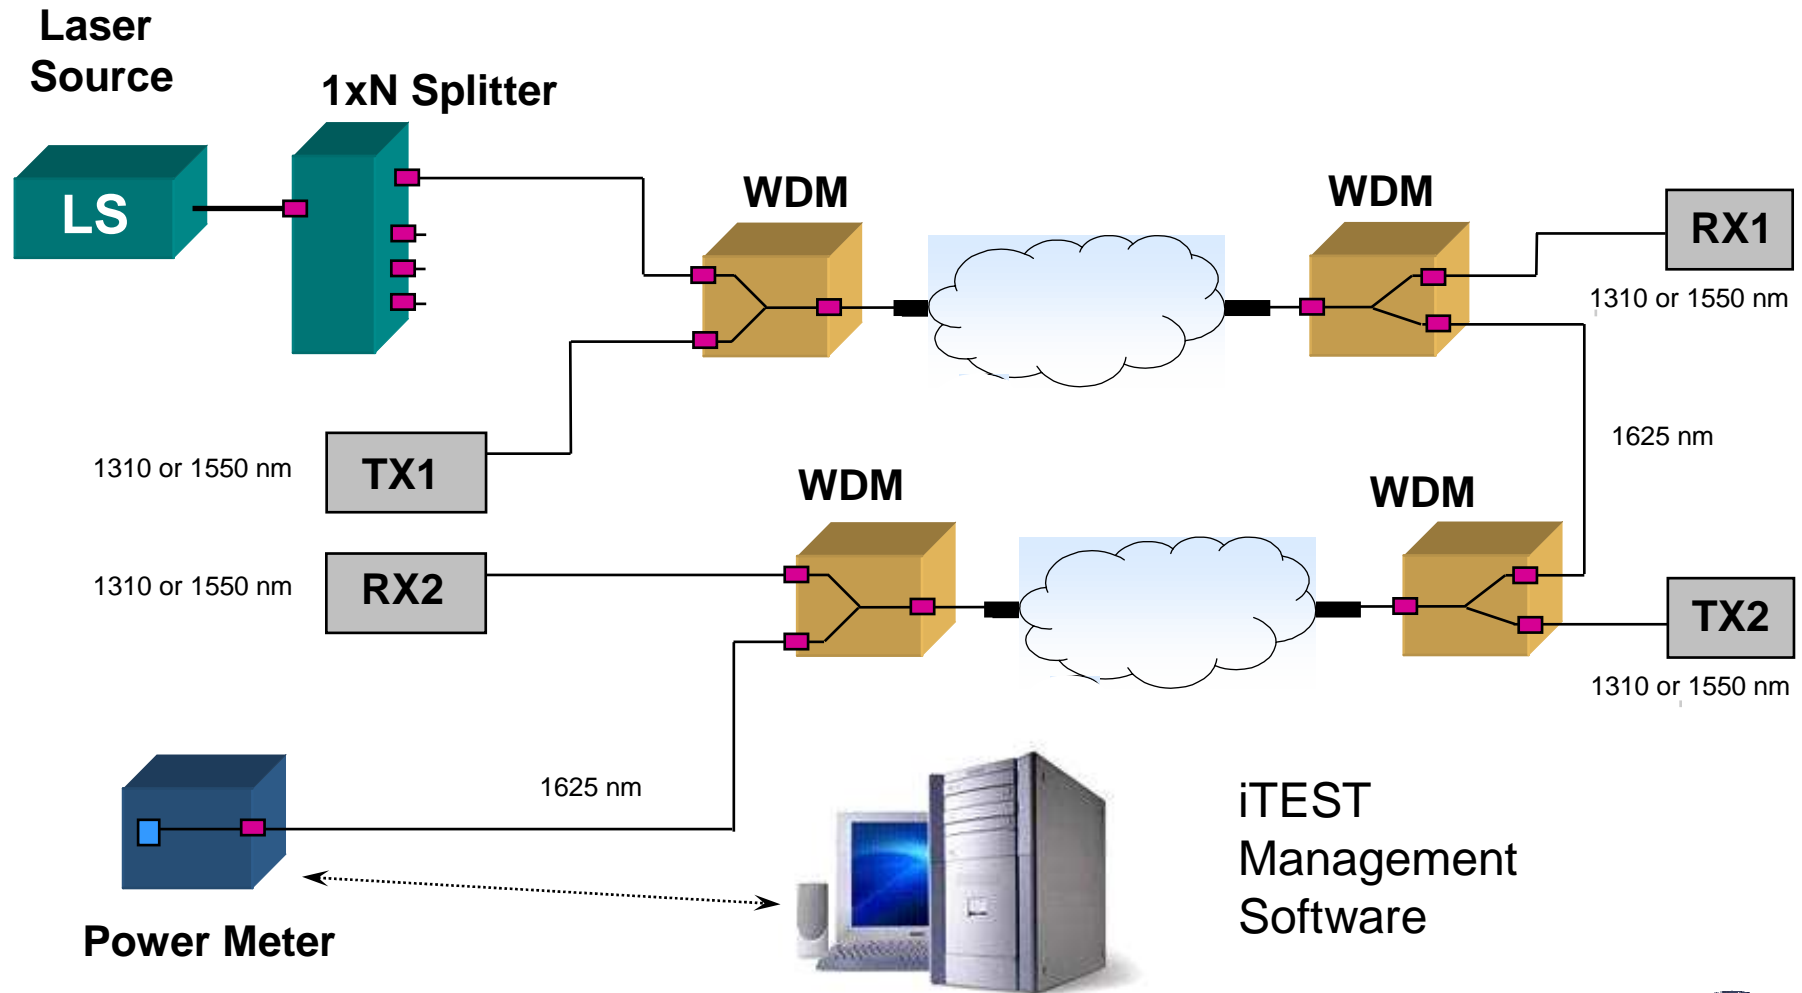 Laser
Source
1xN Splitter
LS
WDM
WDM
RX1
1310 or 1550 nm
1625 nm
1310 or 1550 nm
TX1
WDM
WDM
1310 or 1550 nm
RX2
TX2
1310 or 1550 nm
1625 nm
iTEST
Management
Software
Power Meter